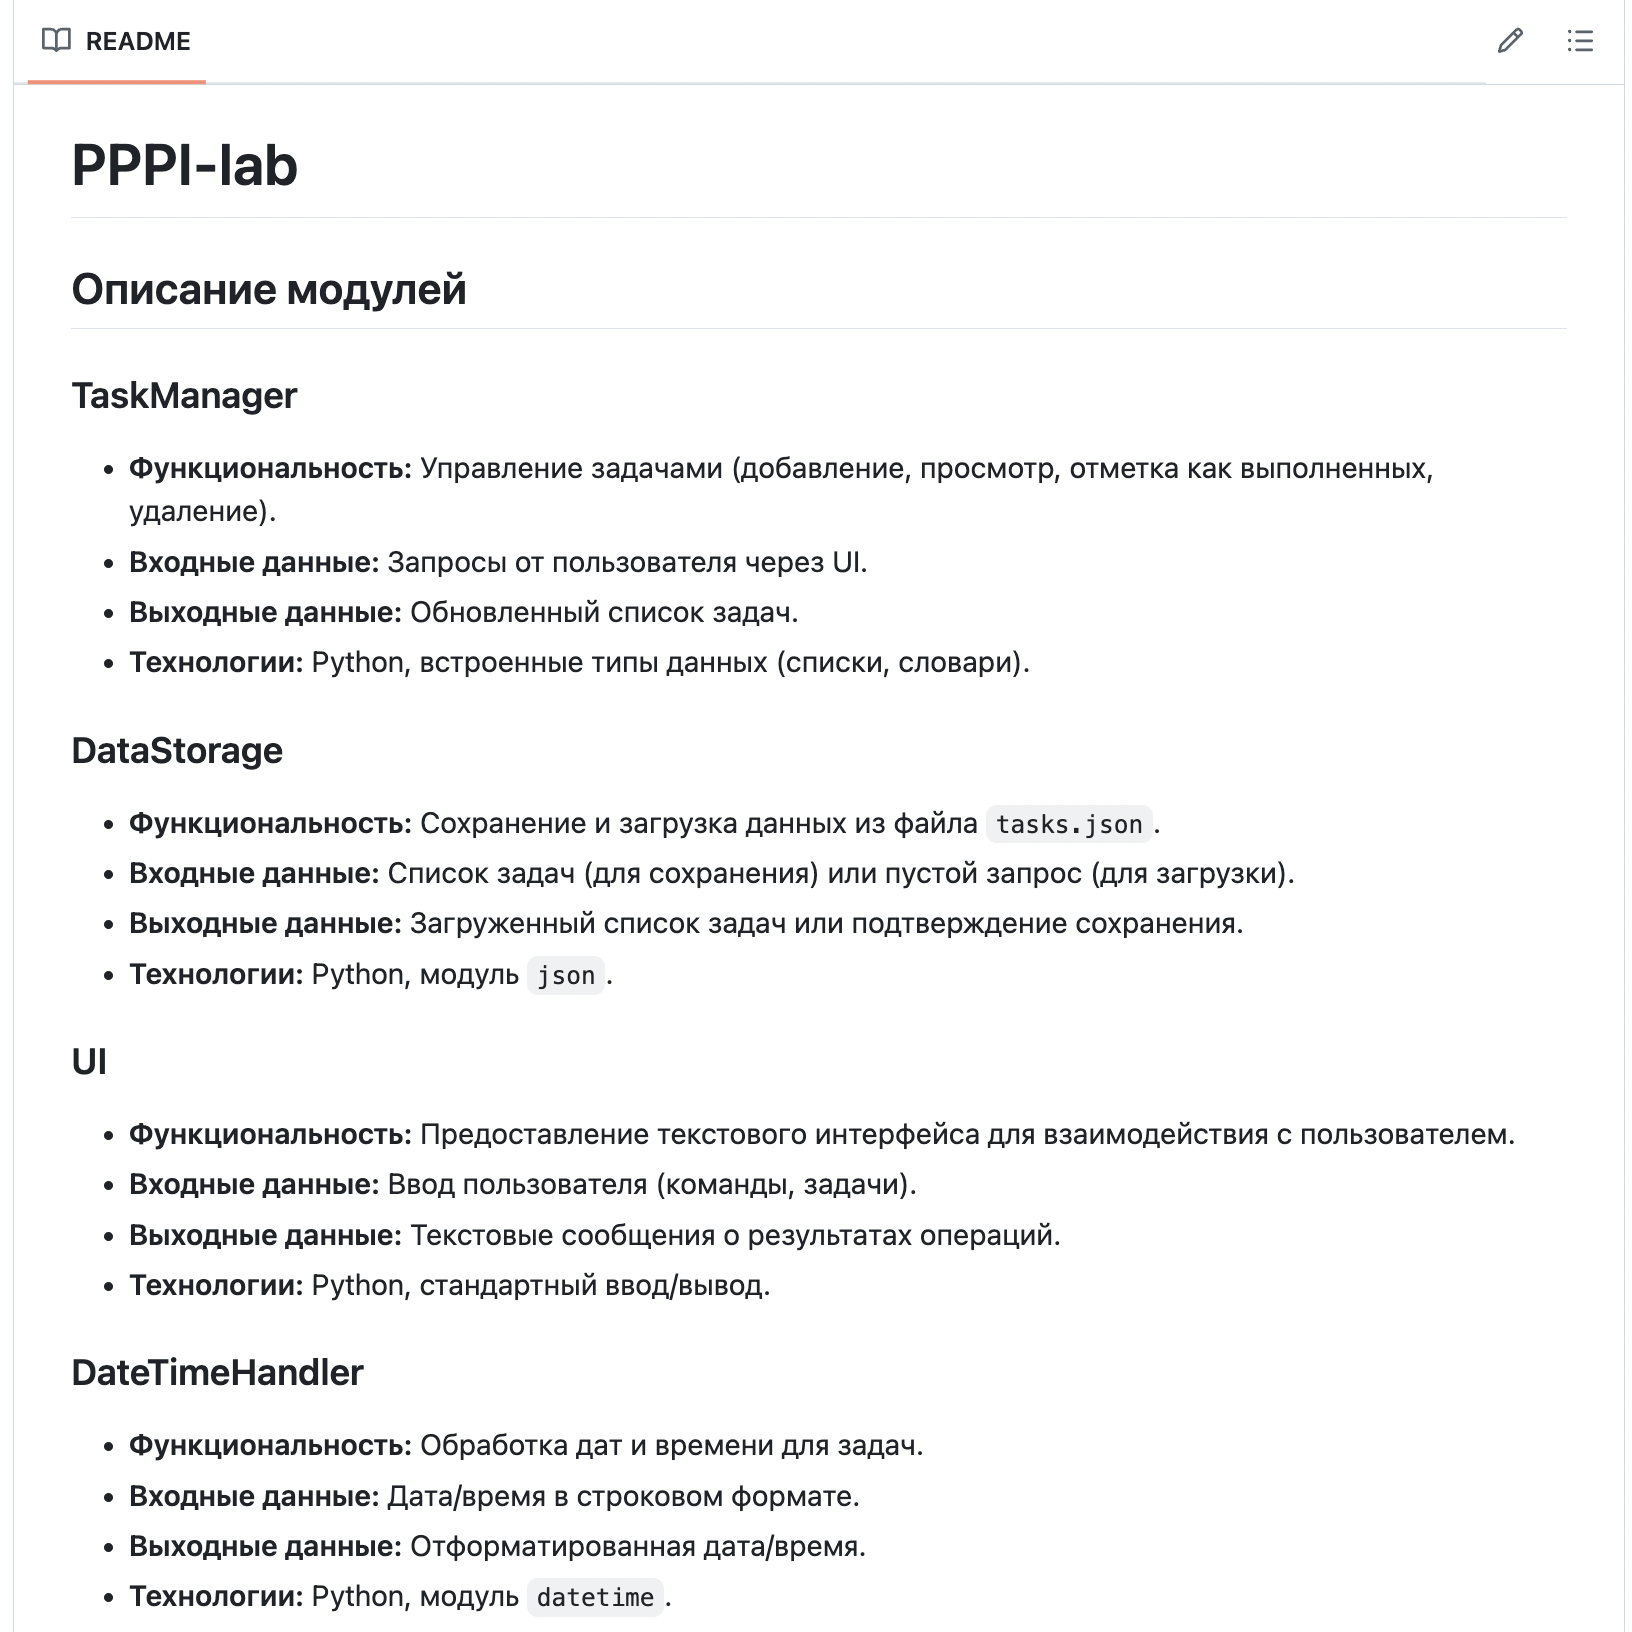 README
PPPI-lab
Описание модулей
TaskManager
Функциональность: Управление задачами (добавление, просмотр, отметка как выполненных,
удаление).
Входные данные: Запросы от пользователя через UI.
Выходные данные: Обновленный список задач.
Технологии: Python, встроенные типы данных (списки, словари).
DataStorage
Функциональность: Сохранение и загрузка данных из файла tasks.json.
Входные данные: Список задач (для сохранения) или пустой запрос (для загрузки).
Выходные данные: Загруженный список задач или подтверждение сохранения.
Технологии: Python, модуль json.
UI
Функциональность: Предоставление текстового интерфейса для взаимодействия с пользователем.
Входные данные: Ввод пользователя (команды, задачи).
Выходные данные: Текстовые сообщения о результатах операций.
Технологии: Python, стандартный ввод/вывод.
DateTimeHandler
Функциональность: Обработка дат и времени для задач.
Входные данные: Дата/время в строковом формате.
Выходные данные: Отформатированная дата/время.
Технологии: Python, модуль datetime.